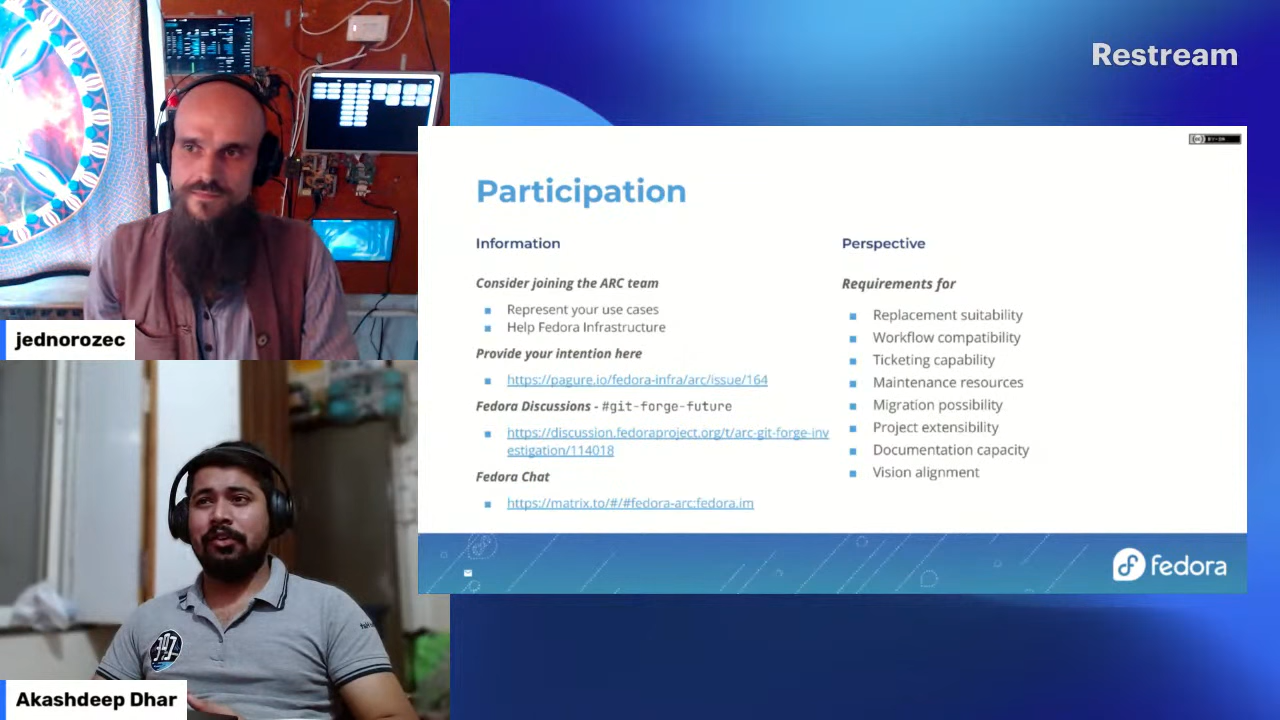 Restream
Participation
Information
Consider joining the ARC team
Represent your use cases
Help Fedora Infrastructure
Provide your intention here
https://pagure.io/fedora-infra/arc/issue/164
Fedora Discussions - #git-forge-future
https://discussion.fedoraproject.org/t/arc-git-forge-inv
estigation/114018
Fedora Chat
https://matrix.to/#/#fedora-arc:fedora.im
Perspective
Requirements for
Replacement suitability
Workflow compatibility
Ticketing capability
Maintenance resources
Migration possibility
Project extensibility
Documentation capacity
Vision alignment
fedora
jednorozec
Akashdeep Dhar